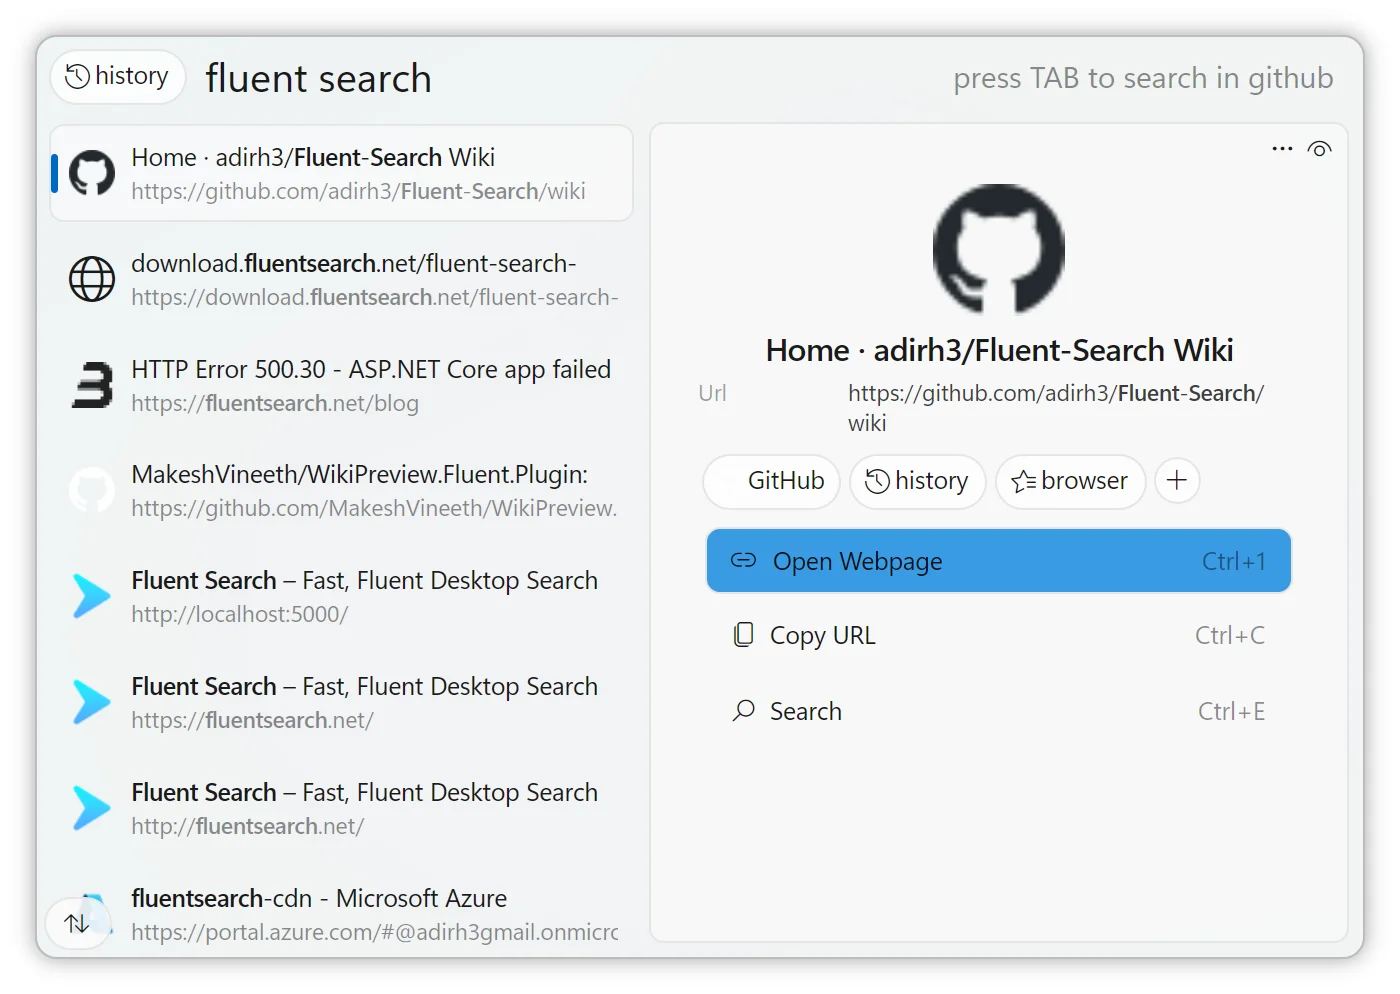 history
fluent search
press TAB to search in github
Home · adirh3/Fluent-Search Wiki
https://github.com/adirh3/Fluent-Search/wiki
download.fluentsearch.net/fluent-search-
https://download.fluentsearch.net/fluent-search-
HTTP Error 500.30 - ASP.NET Core app failed
https://fluentsearch.net/blog
MakeshVineeth/WikiPreview.Fluent.Plugin:
https://github.com/MakeshVineeth/WikiPreview.
Fluent Search – Fast, Fluent Desktop Search
http://localhost:5000/
Fluent Search – Fast, Fluent Desktop Search
https://fluentsearch.net/
Fluent Search – Fast, Fluent Desktop Search
http://fluentsearch.net/
fluentsearch-cdn - Microsoft Azure
https://portal.azure.com/#@adirh3gmail.onmicrc
Home · adirh3/Fluent-Search Wiki
Url
https://github.com/adirh3/Fluent-Search/
wiki
GitHub
history
browser
Open Webpage Ctrl+1
Copy URL Ctrl+C
Search Ctrl+E